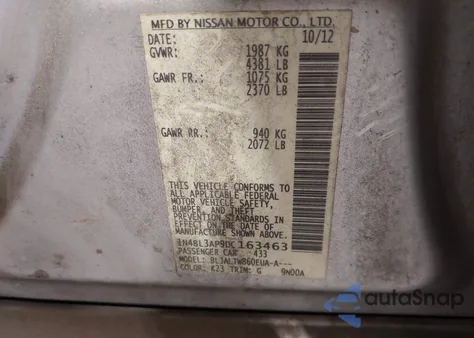 MFD BY NISSAN MOTOR CO., LTD.
DATE: 10/12
GVWR: 1987 KG
4381 LB
GAWR FR.: 1075 KG
2370 LB
GAWR RR.: 940 KG
2072 LB
THIS VEHICLE CONFORMS TO
ALL APPLICABLE FEDERAL
MOTOR VEHICLE SAFETY,
BUMPER, AND THEFT
PREVENTION STANDARDS IN
EFFECT ON THE DATE OF
MANUFACTURE SHOWN ABOVE.
1N4BL3AP9DC163463
PASSENGER CAR 433
MODEL: BLJALTW860EUA-A---
COLOR: K23 TRIM: G 9N00A
autoSnap